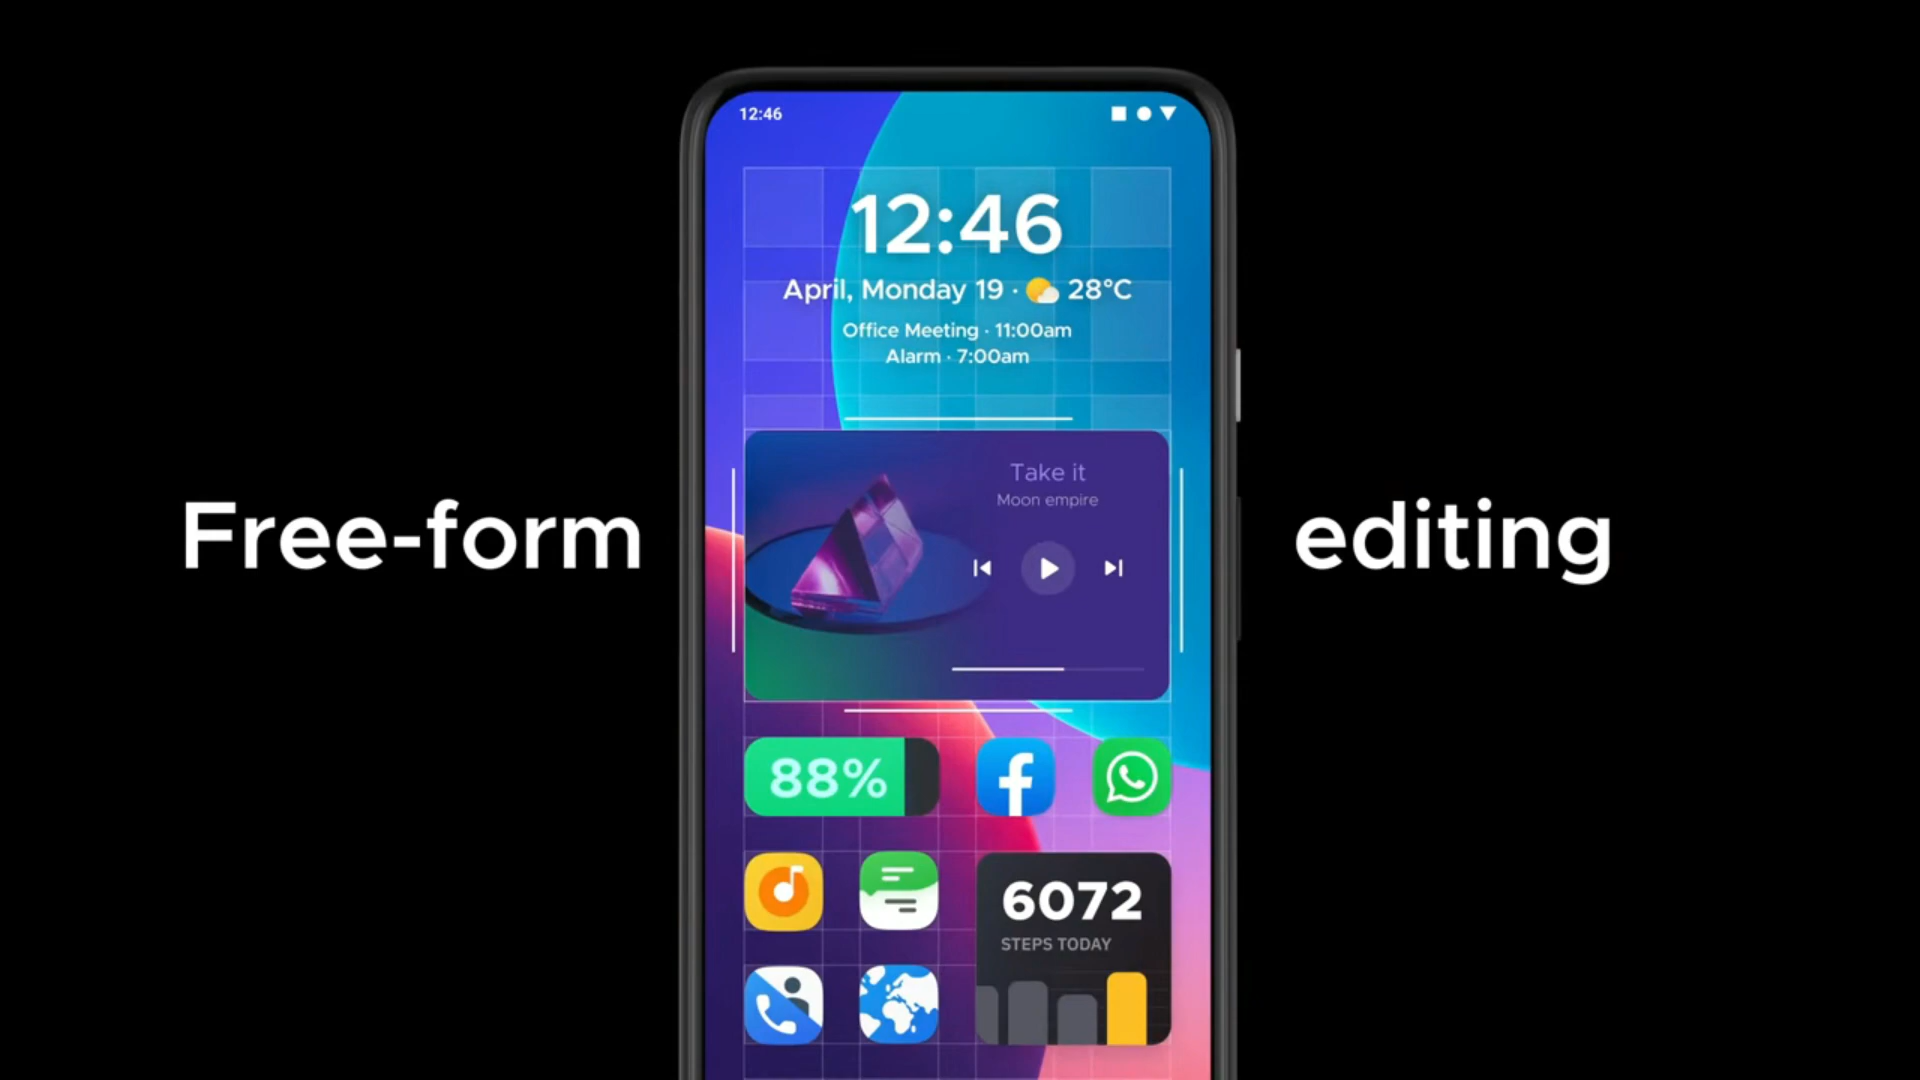 12:46
12:46
April, Monday 19 · 28°C
Office Meeting · 11:00am
Alarm · 7:00am
Take it
Moon empire
Free-form editing
88%
6072
STEPS TODAY